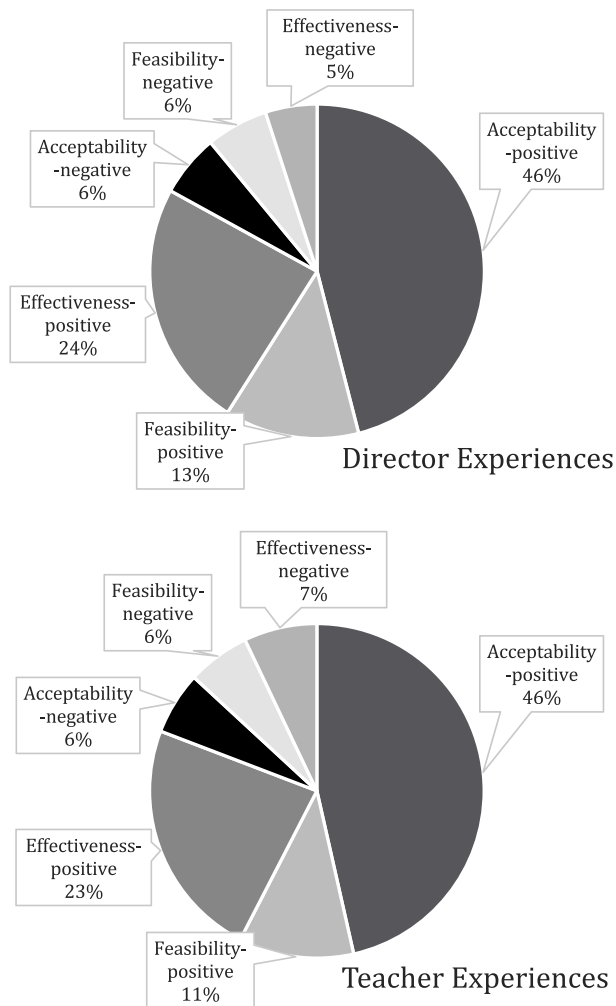 Effectiveness-
negative
5%
Feasibility-
negative
6%
Acceptability
-positive
46%
Acceptability
-negative
6%
Effectiveness-
positive
24%
Feasibility-
positive
13%
Director Experiences
Effectiveness-
negative
7%
Feasibility-
negative
6%
Acceptability
-positive
46%
Acceptability
-negative
6%
Effectiveness-
positive
23%
Feasibility-
positive
11%
Teacher Experiences